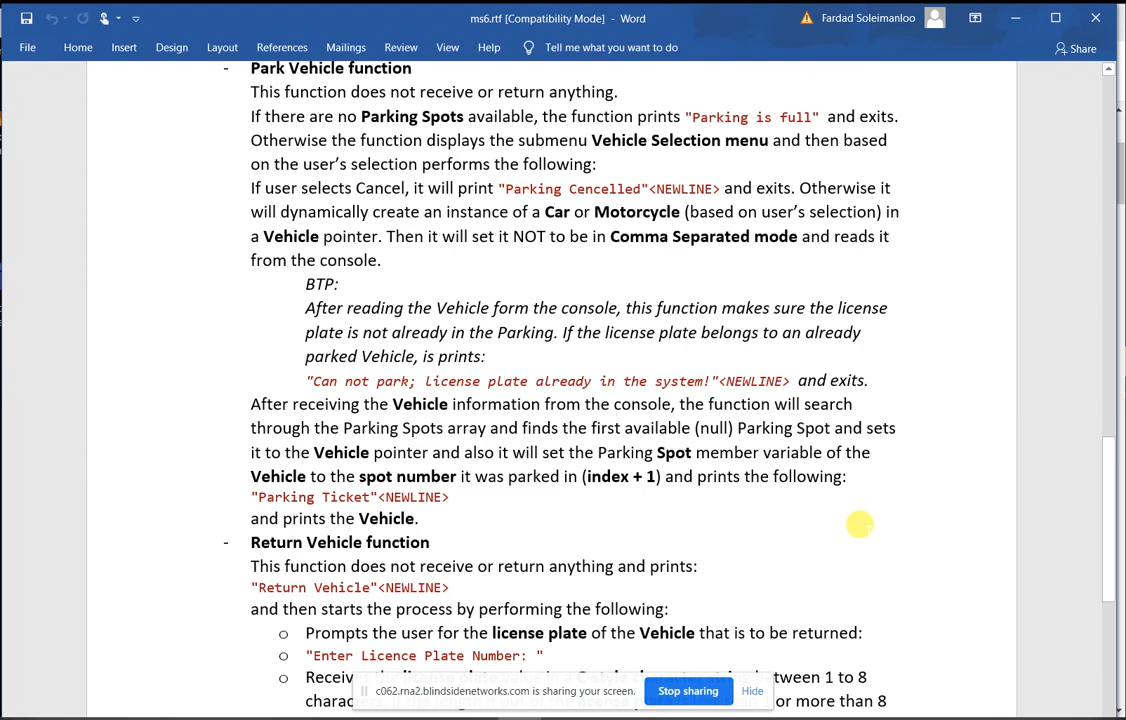 ms6.rtf [Compatibility Mode] - Word
Fardad Soleimanloo
File Home Insert Design Layout References Mailings Review View Help Tell me what you want to do Share
- Park Vehicle function
This function does not receive or return anything.
If there are no Parking Spots available, the function prints "Parking is full" and exits.
Otherwise the function displays the submenu Vehicle Selection menu and then based
on the user's selection performs the following:
If user selects Cancel, it will print "Parking Cencelled"<NEWLINE> and exits. Otherwise it
will dynamically create an instance of a Car or Motorcycle (based on user's selection) in
a Vehicle pointer. Then it will set it NOT to be in Comma Separated mode and reads it
from the console.
BTP:
After reading the Vehicle form the console, this function makes sure the license
plate is not already in the Parking. If the license plate belongs to an already
parked Vehicle, is prints:
"Can not park; license plate already in the system!"<NEWLINE> and exits.
After receiving the Vehicle information from the console, the function will search
through the Parking Spots array and finds the first available (null) Parking Spot and sets
it to the Vehicle pointer and also it will set the Parking Spot member variable of the
Vehicle to the spot number it was parked in (index + 1) and prints the following:
"Parking Ticket"<NEWLINE>
and prints the Vehicle.
- Return Vehicle function
This function does not receive or return anything and prints:
"Return Vehicle"<NEWLINE>
and then starts the process by performing the following:
o Prompts the user for the license plate of the Vehicle that is to be returned:
o "Enter Licence Plate Number: "
o Receives the license plate value in a C-style character string between 1 to 8
c062.rna2.blindsidenetworks.com is sharing your screen. Stop sharing Hide
or more than 8